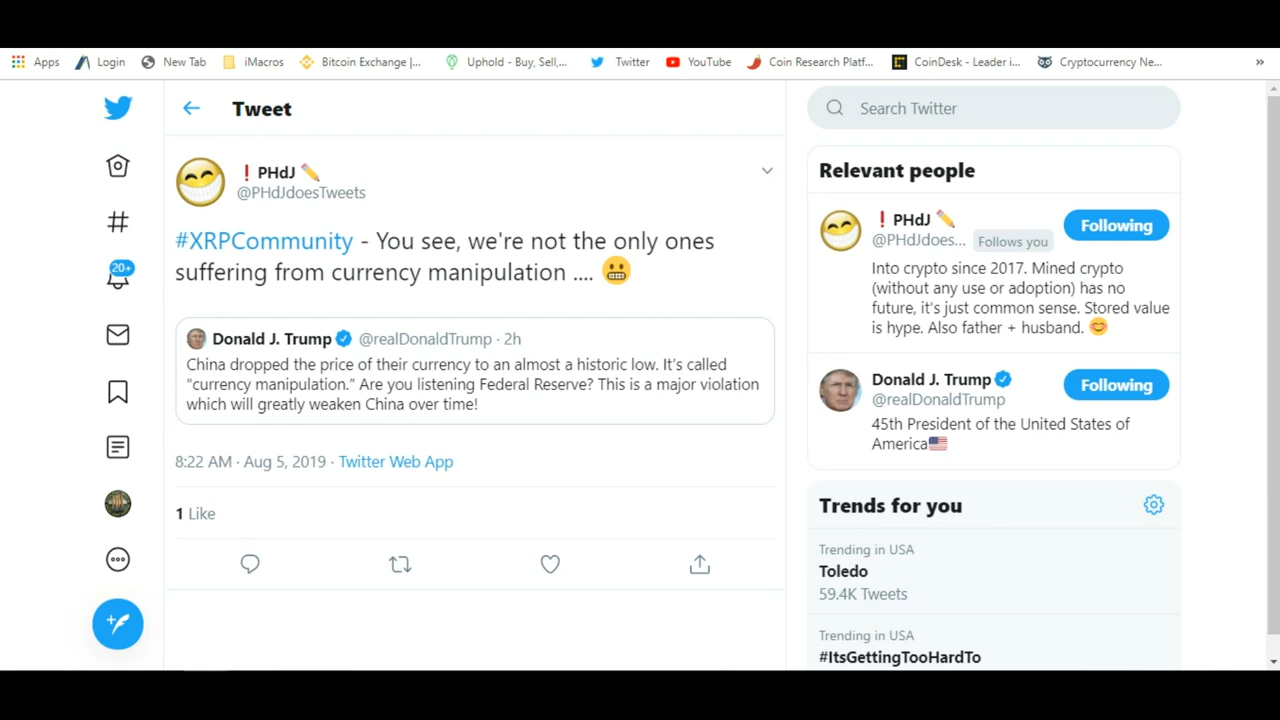 Apps Login New Tab iMacros Bitcoin Exchange |... Uphold - Buy, Sell,... Twitter YouTube Coin Research Platf... CoinDesk - Leader i... Cryptocurrency Ne... »
Tweet
❗ PHdJ ✏️
@PHdJdoesTweets
#XRPCommunity - You see, we're not the only ones
suffering from currency manipulation .... 😬
Donald J. Trump @realDonaldTrump · 2h
China dropped the price of their currency to an almost a historic low. It’s called
“currency manipulation.” Are you listening Federal Reserve? This is a major violation
which will greatly weaken China over time!
8:22 AM · Aug 5, 2019 · Twitter Web App
1 Like
20+
Search Twitter
Relevant people
❗ PHdJ ✏️
@PHdJdoes... Follows you
Following
Into crypto since 2017. Mined crypto
(without any use or adoption) has no
future, it's just common sense. Stored value
is hype. Also father + husband. 😊
Donald J. Trump
@realDonaldTrump
Following
45th President of the United States of
America🇺🇸
Trends for you
Trending in USA
Toledo
59.4K Tweets
Trending in USA
#ItsGettingTooHardTo